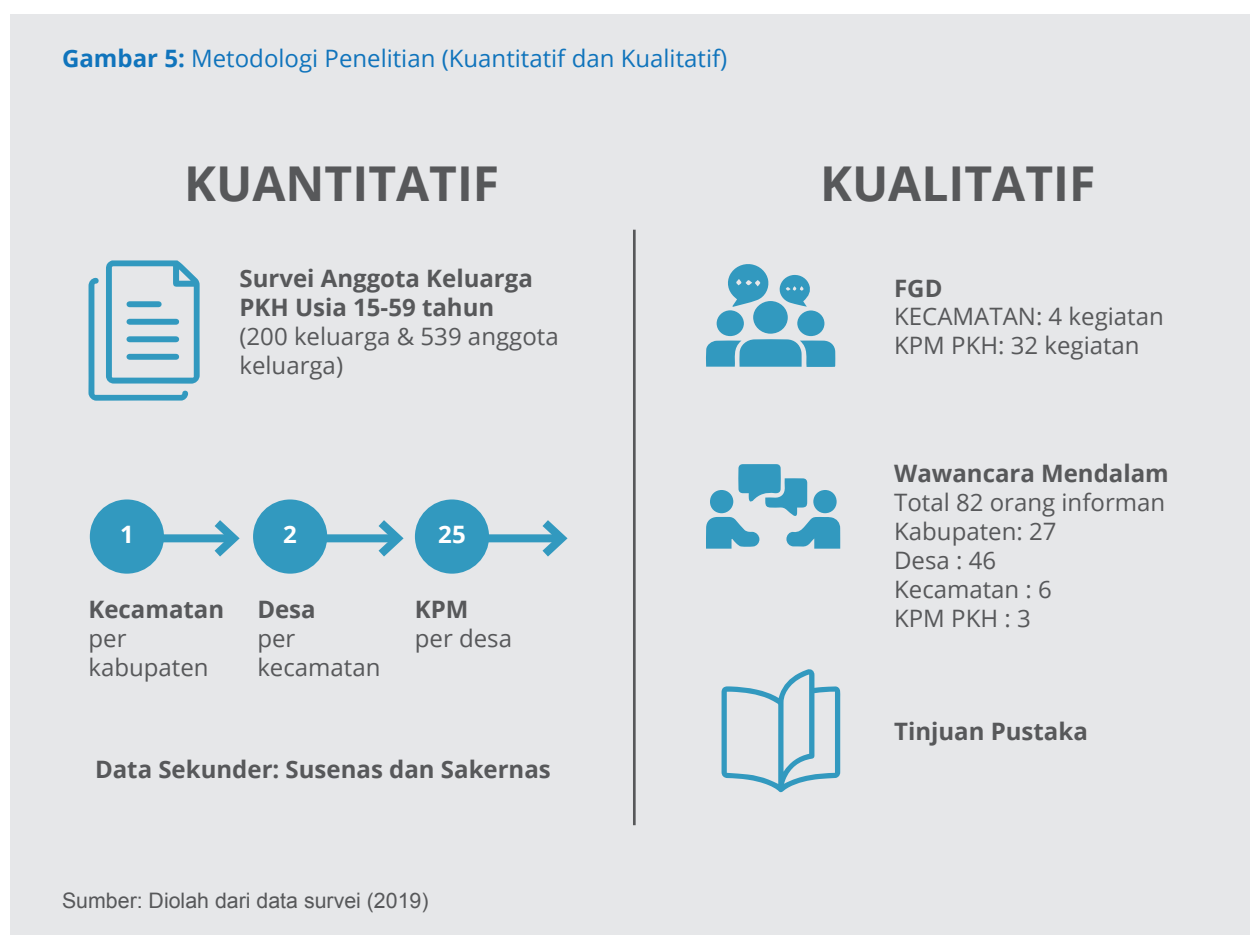 Gambar 5: Metodologi Penelitian (Kuantitatif dan Kualitatif)
KUANTITATIF
Survei Anggota Keluarga
PKH Usia 15-59 tahun
(200 keluarga & 539 anggota
keluarga)
1
2
25
Kecamatan
per
kabupaten
Desa
per
kecamatan
KPM
per desa
Data Sekunder: Susenas dan Sakernas
KUALITATIF
FGD
KECAMATAN: 4 kegiatan
KPM PKH: 32 kegiatan
Wawancara Mendalam
Total 82 orang informan
Kabupaten: 27
Desa : 46
Kecamatan : 6
KPM PKH : 3
Tinjuan Pustaka
Sumber: Diolah dari data survei (2019)